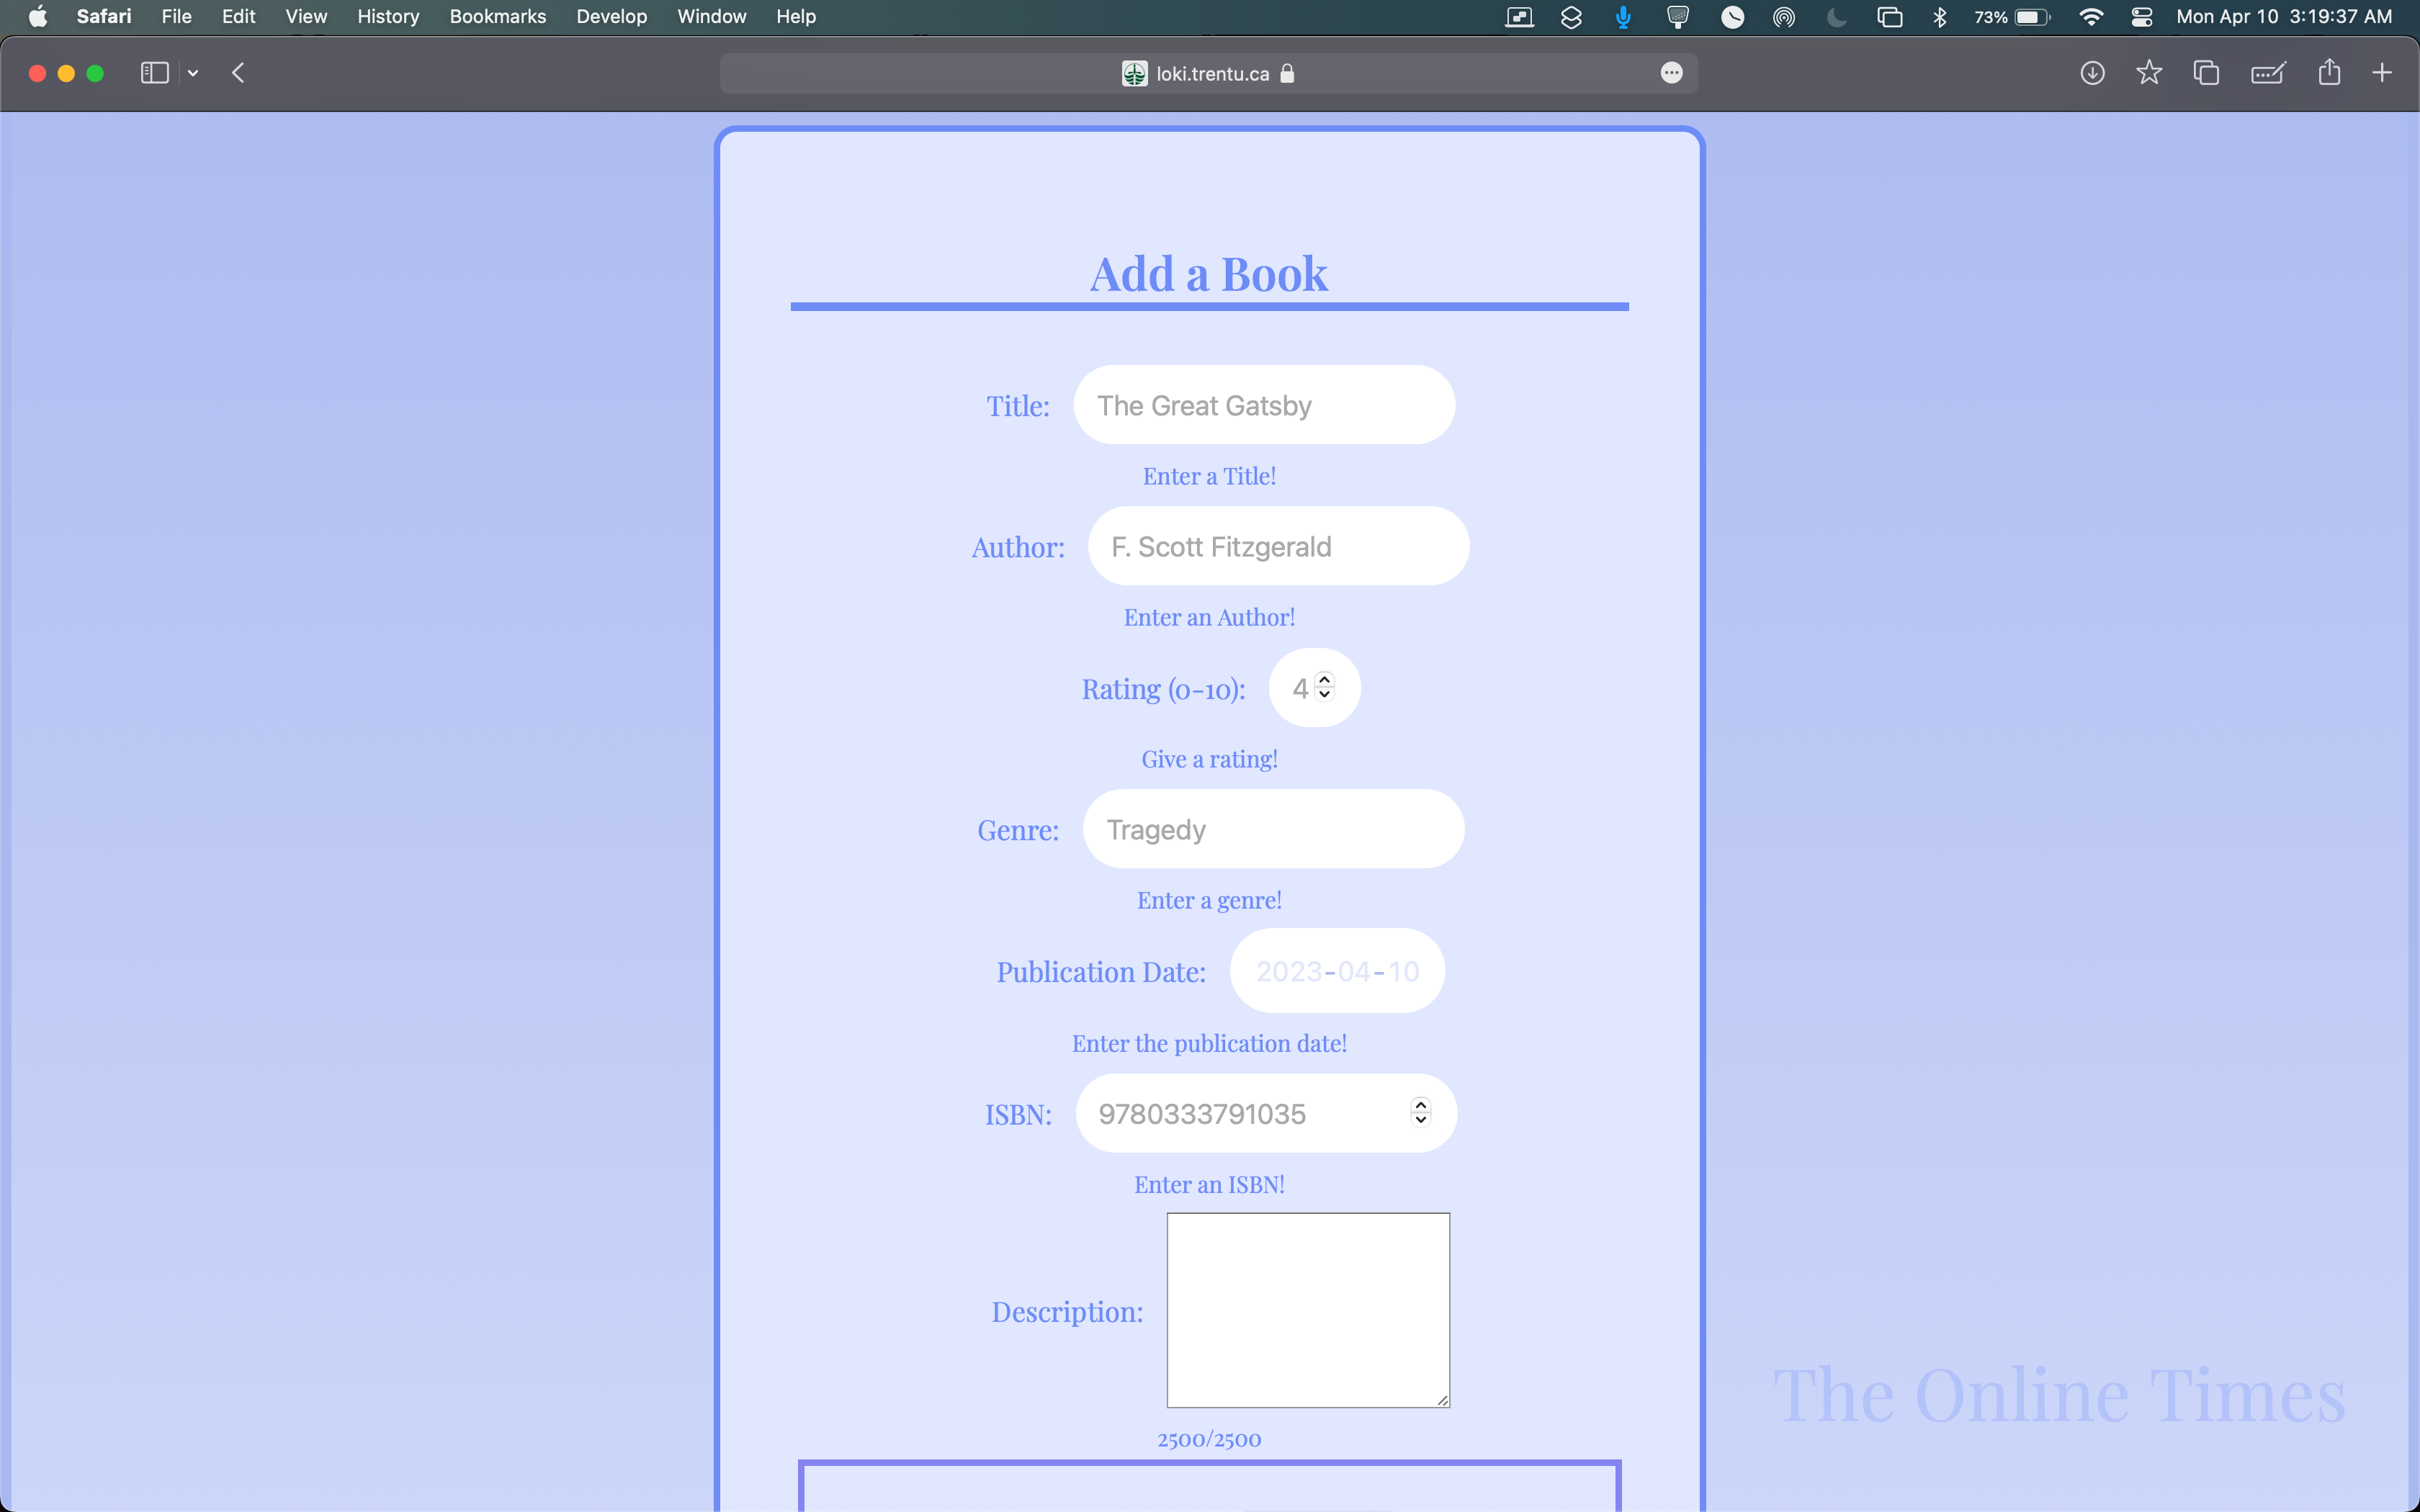 Safari File Edit View History Bookmarks Develop Window Help 73% Mon Apr 10 3:19:37 AM
loki.trentu.ca
Add a Book
Title: The Great Gatsby
Enter a Title!
Author: F. Scott Fitzgerald
Enter an Author!
Rating (0-10): 4
Give a rating!
Genre: Tragedy
Enter a genre!
Publication Date: 2023-04-10
Enter the publication date!
ISBN: 9780333791035
Enter an ISBN!
Description:
The Online Times
2500/2500